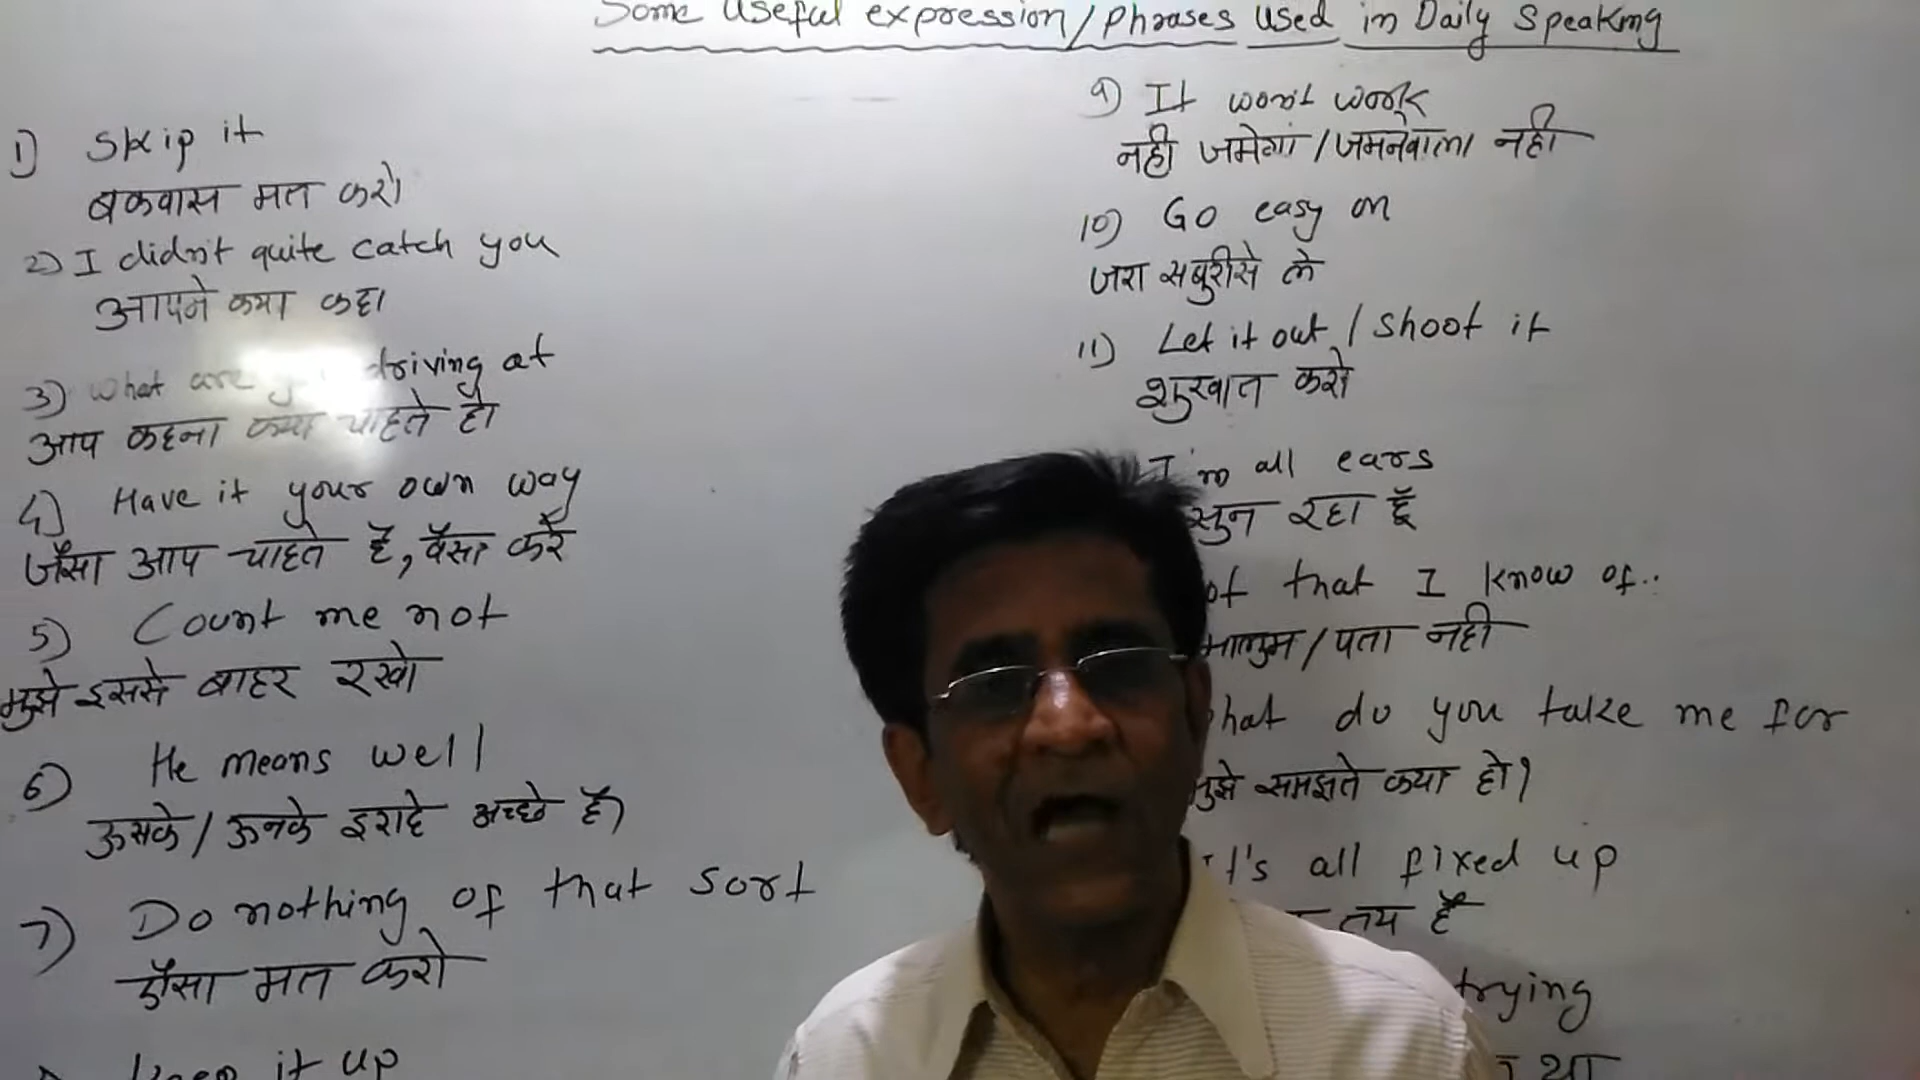 Some Useful expression/phrases used in Daily Speaking
1) Skip it
बकवास मत करो
2) I didn't quite catch you
आपने क्या कहा
3) What are driving at
आप कहना क्या चाहते हो
4) Have it your own way
जैसा आप चाहते है, वैसा करें
5) Count me not
मुझे इससे बाहर रखो
6) He means well
ऊसके/ऊनके इरादे अच्छे है
7) Do nothing of that sort
ऐसा मत करो
Keep it up
9) It won't work
नही जमेगां/जमनेवाला नही
10) Go easy on
जरा सबुरीसे ले
11) Let it out / Shoot it
शुरुवात करो
I'm all ears
सुन रहा हूँ
that I know of..
मालुम/पता नही
do you take me for
मुझे समझते क्या हो?
It's all fixed up
तय है
trying
था